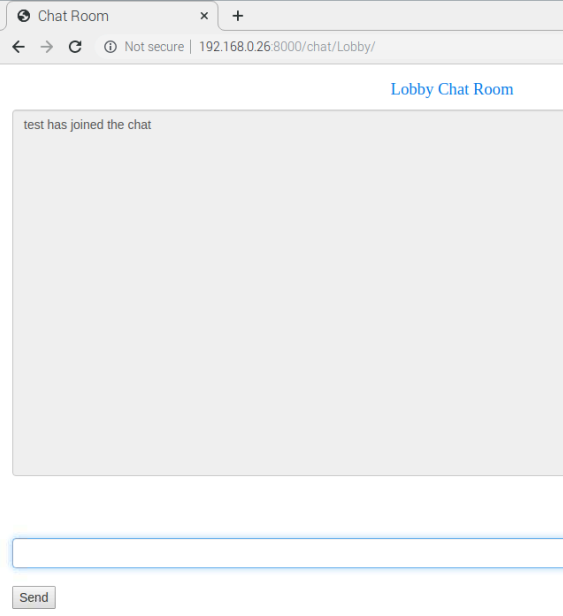 Chat Room
Not secure | 192.168.0.26:8000/chat/Lobby/
Lobby Chat Room
test has joined the chat
Send